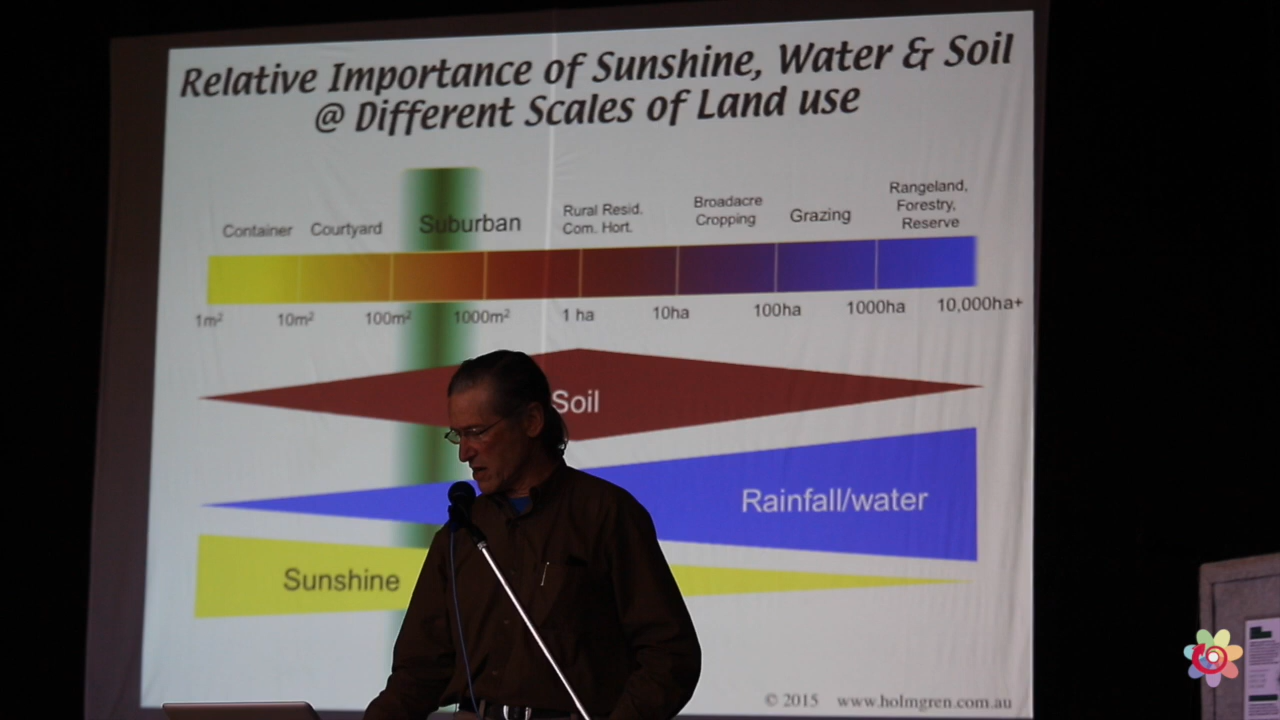 Relative Importance of Sunshine, Water & Soil
@ Different Scales of Land use
Container Courtyard Suburban Rural Resid. Com. Hort. Broadacre Cropping Grazing Rangeland, Forestry, Reserve
1m² 10m² 100m² 1000m² 1 ha 10ha 100ha 1000ha 10,000ha+
Soil
Rainfall/water
Sunshine
© 2015 www.holmgren.com.au